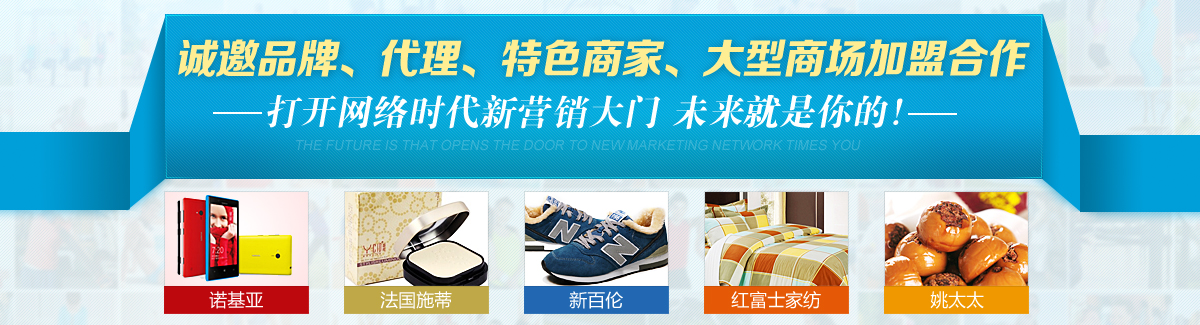 诚邀品牌、代理、特色商家、大型商场加盟合作
—打开网络时代新营销大门 未来就是你的!—
THE FUTURE IS THAT OPENS THE DOOR TO NEW MARKETING NETWORK TIMES YOU
7:20
N
N
诺基亚
法国施蒂
新百伦
红富士家纺
姚太太